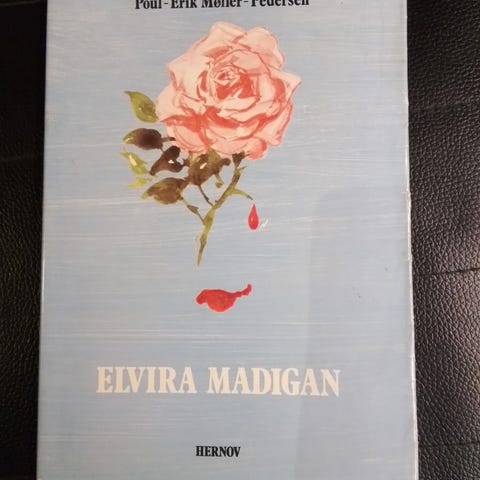 Poul-Erik Møller-Pedersen
ELVIRA MADIGAN
HERNOV